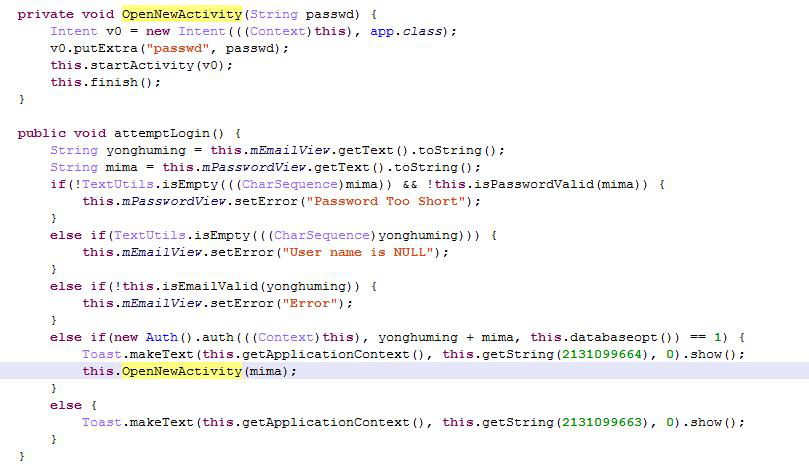 private void OpenNewActivity(String passwd) {
    Intent v0 = new Intent(((Context)this), app.class);
    v0.putExtra("passwd", passwd);
    this.startActivity(v0);
    this.finish();
}

public void attemptLogin() {
    String yonghuming = this.mEmailView.getText().toString();
    String mima = this.mPasswordView.getText().toString();
    if(!TextUtils.isEmpty(((CharSequence)mima)) && !this.isPasswordValid(mima)) {
        this.mPasswordView.setError("Password Too Short");
    }
    else if(TextUtils.isEmpty(((CharSequence)yonghuming))) {
        this.mEmailView.setError("User name is NULL");
    }
    else if(!this.isEmailValid(yonghuming)) {
        this.mEmailView.setError("Error");
    }
    else if(new Auth().auth(((Context)this), yonghuming + mima, this.databaseopt()) == 1) {
        Toast.makeText(this.getApplicationContext(), this.getString(2131099664), 0).show();
        this.OpenNewActivity(mima);
    }
    else {
        Toast.makeText(this.getApplicationContext(), this.getString(2131099663), 0).show();
    }
}